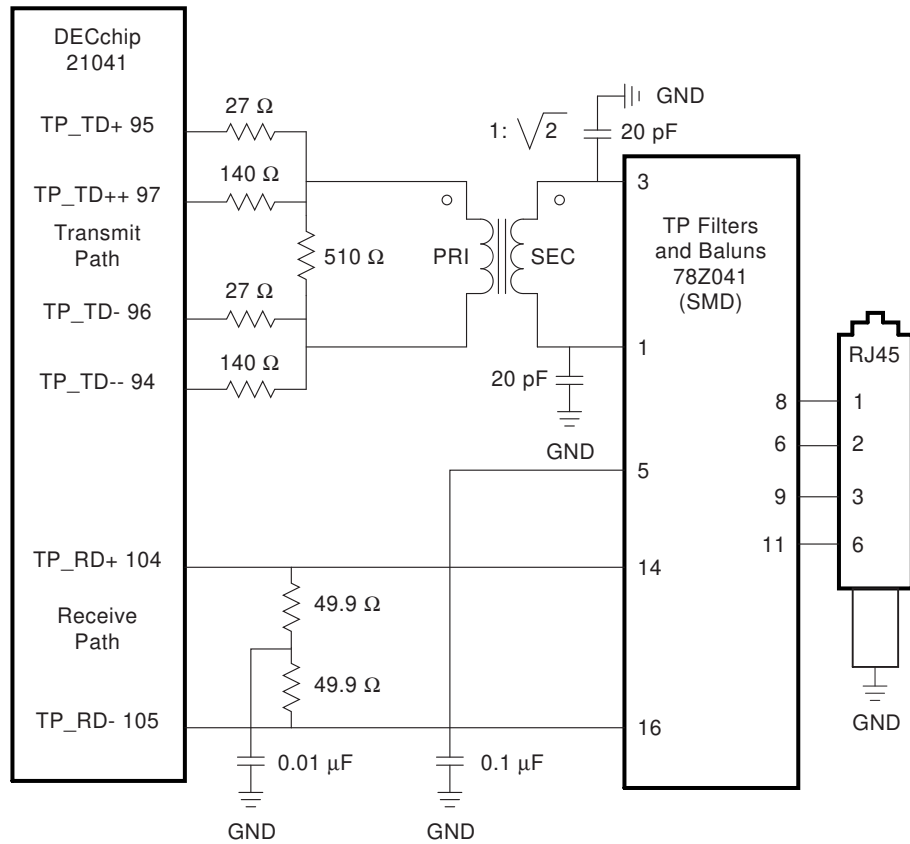 DECchip
21041
TP_TD+ 95
27 Ω
TP_TD++ 97
140 Ω
Transmit
Path
510 Ω
TP_TD- 96
27 Ω
TP_TD-- 94
140 Ω
PRI
SEC
1: √2
GND
20 pF
20 pF
GND
3
TP Filters
and Baluns
78Z041
(SMD)
1
5
14
16
8
6
9
11
RJ45
1
2
3
6
GND
TP_RD+ 104
49.9 Ω
Receive
Path
49.9 Ω
TP_RD- 105
0.01 μF
GND
0.1 μF
GND